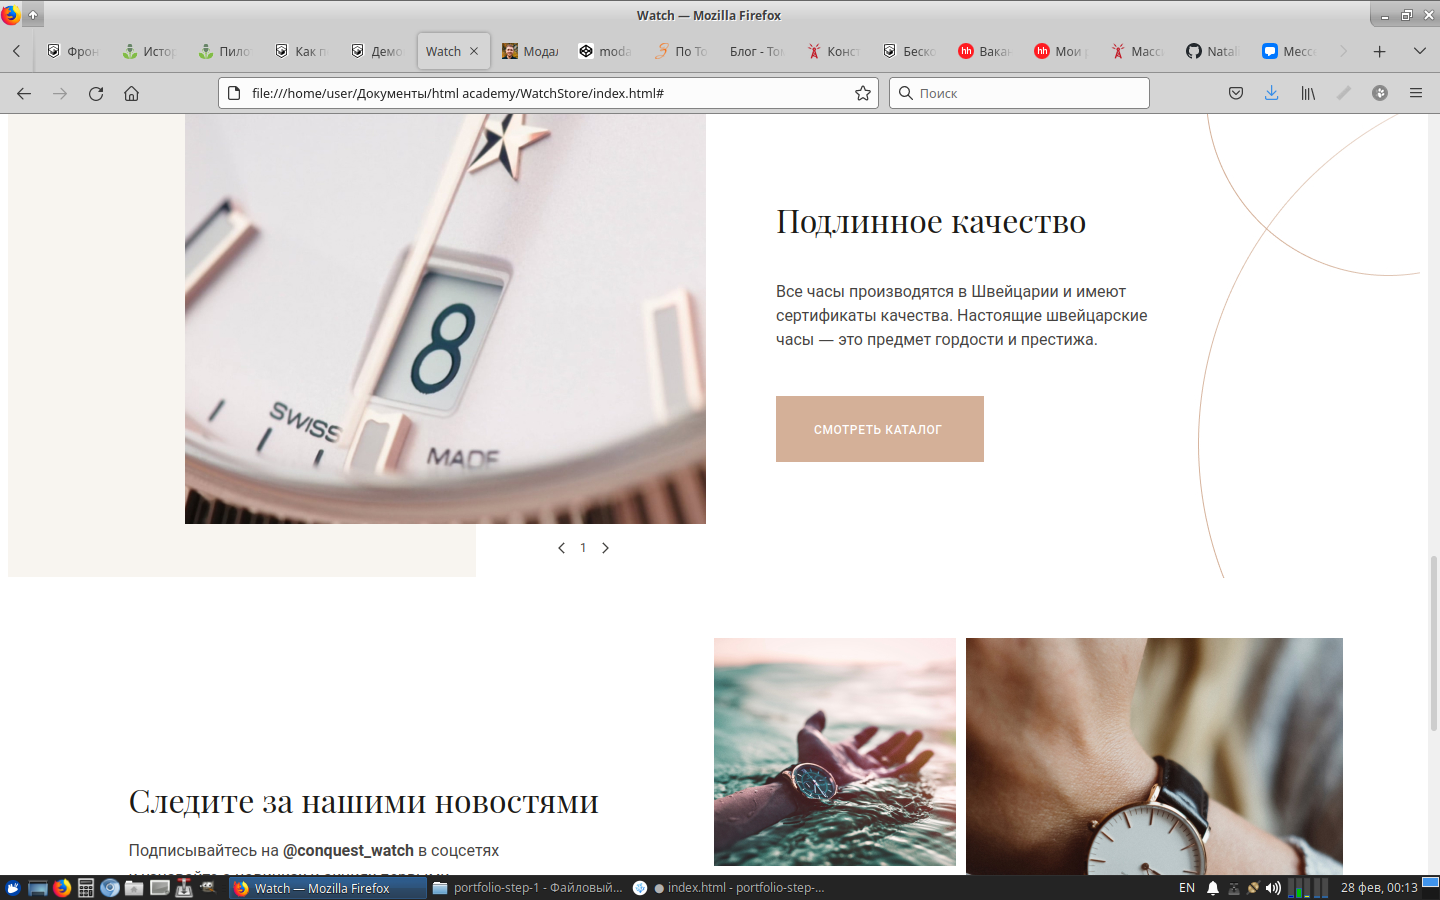 Watch — Mozilla Firefox
Фрон
Истор
Пило
Как п
Демо
Watch
Модал
moda
По То
Блог - Том
Конст
Беско
Вакан
Мои р
Масс
Natal
Месс
file:///home/user/Документы/html academy/WatchStore/index.html#
Поиск
8
SWISS
MADE
Подлинное качество
Все часы производятся в Швейцарии и имеют
сертификаты качества. Настоящие швейцарские
часы — это предмет гордости и престижа.
СМОТРЕТЬ КАТАЛОГ
1
Следите за нашими новостями
Подписывайтесь на @conquest_watch в соцсетях
Watch — Mozilla Firefox
portfolio-step-1 - Файловый...
index.html - portfolio-step-...
EN
28 фев, 00:13